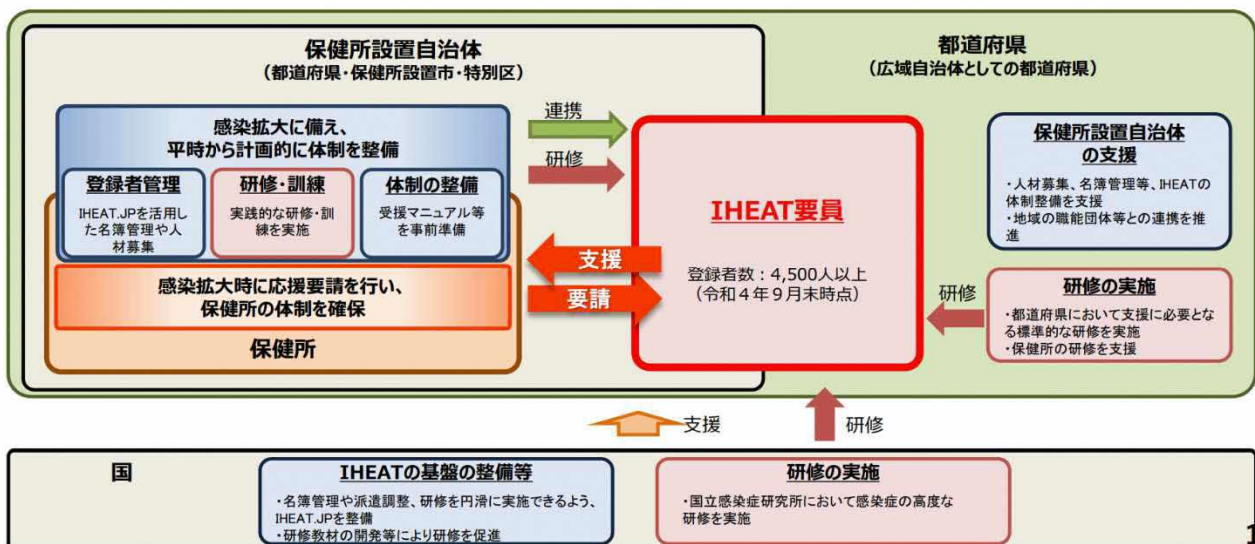 保健所設置自治体
（都道府県・保健所設置市・特別区）
感染拡大に備え、
平時から計画的に体制を整備
登録者管理
IHEAT.JPを活用し
た名簿管理や人
材募集
研修・訓練
実践的な研修・訓
練を実施
体制の整備
受援マニュアル等
を事前準備
感染拡大時に応援要請を行い、
保健所の体制を確保
保健所
連携
研修
支援
要請
IHEAT要員
登録者数：4,500人以上
（令和４年９月末時点）
都道府県
（広域自治体としての都道府県）
保健所設置自治体
の支援
・人材募集、名簿管理等、IHEATの
体制整備を支援
・地域の職能団体等との連携を推
進
研修
研修の実施
・都道府県において支援に必要とな
る標準的な研修を実施
・保健所の研修を支援
支援
研修
国
IHEATの基盤の整備等
・名簿管理や派遣調整、研修を円滑に実施できるよう、
IHEAT.JPを整備
・研修教材の開発等により研修を促進
研修の実施
・国立感染症研究所において感染症の高度な
研修を実施
1